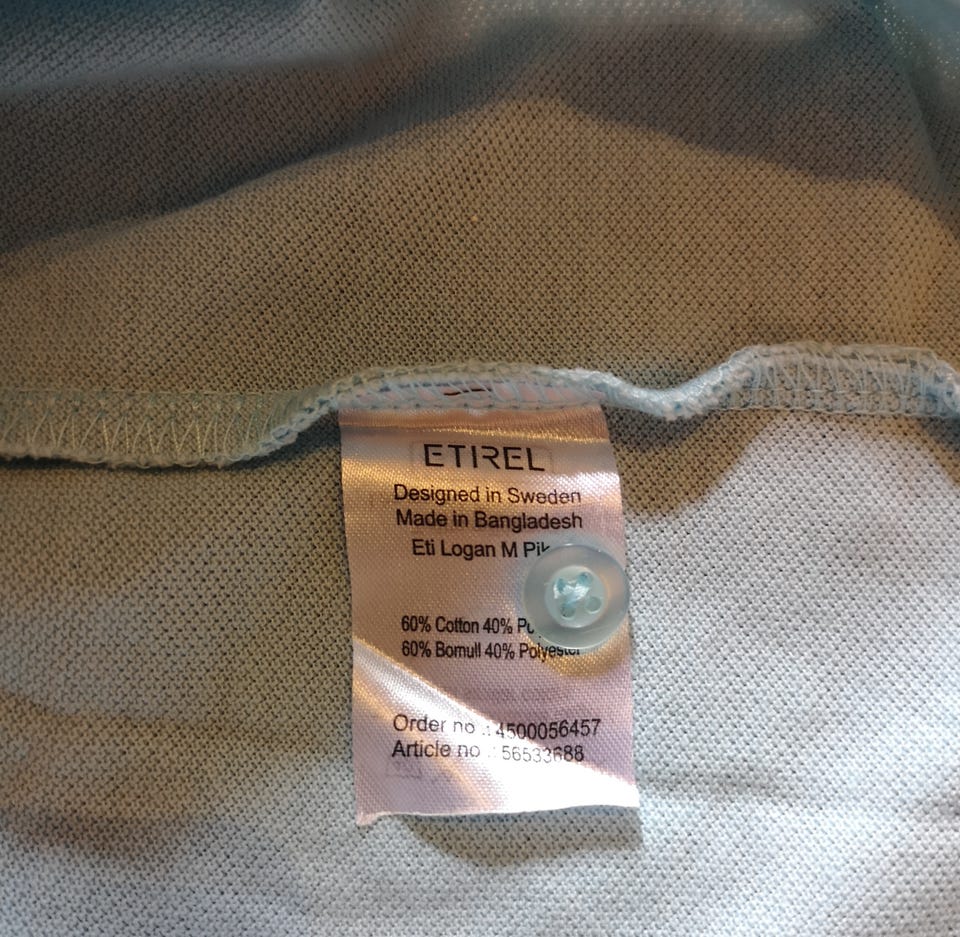 ETIREL
Designed in Sweden
Made in Bangladesh
Eti Logan M
60% Cotton 40%
60% Bomull 40% Polyester
Order no .: 4500056457
Article no .: 56533688